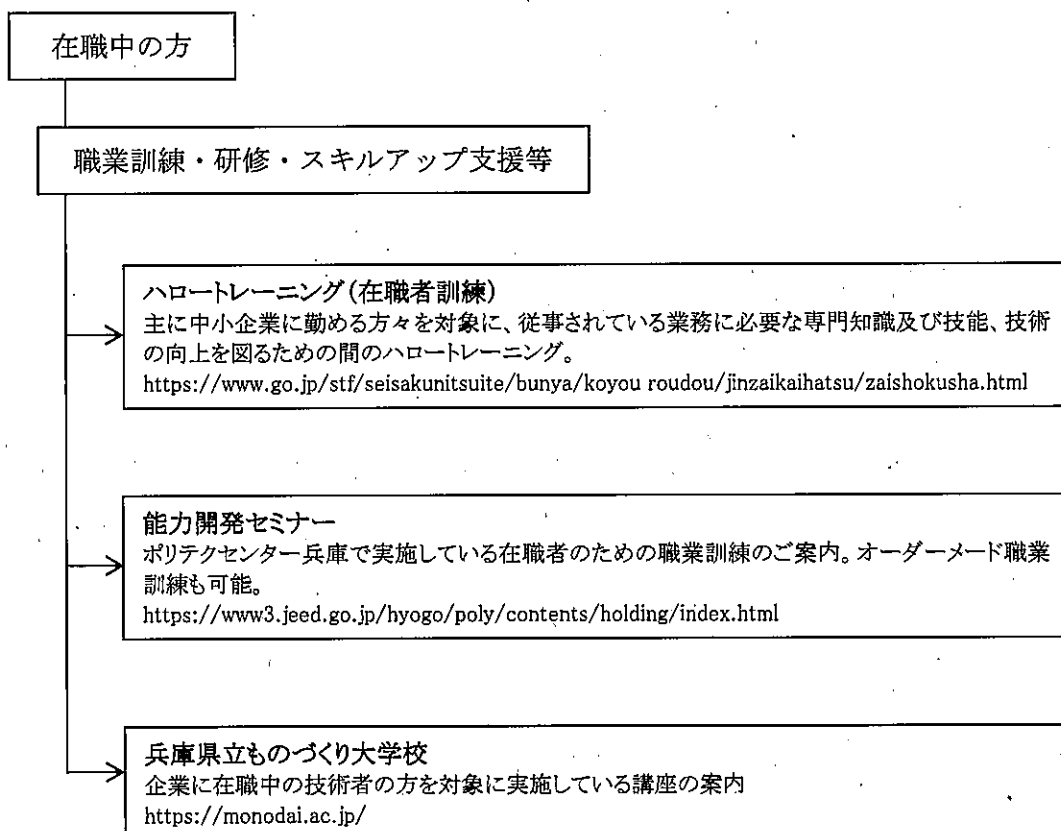 在職中の方
職業訓練・研修・スキルアップ支援等
ハロートレーニング(在職者訓練)
主に中小企業に勤める方々を対象に、従事されている業務に必要な専門知識及び技能、技術
の向上を図るための間のハロートレーニング。
https://www.go.jp/stf/seisakunitsuite/bunya/koyou roudou/jinzaikaihatsu/zaishokusha.html
能力開発セミナー
ポリテクセンター兵庫で実施している在職者のための職業訓練のご案内。オーダーメード職業
訓練も可能。
https://www3.jeed.go.jp/hyogo/poly/contents/holding/index.html
兵庫県立ものづくり大学校
企業に在職中の技術者の方を対象に実施している講座の案内
https://monodai.ac.jp/